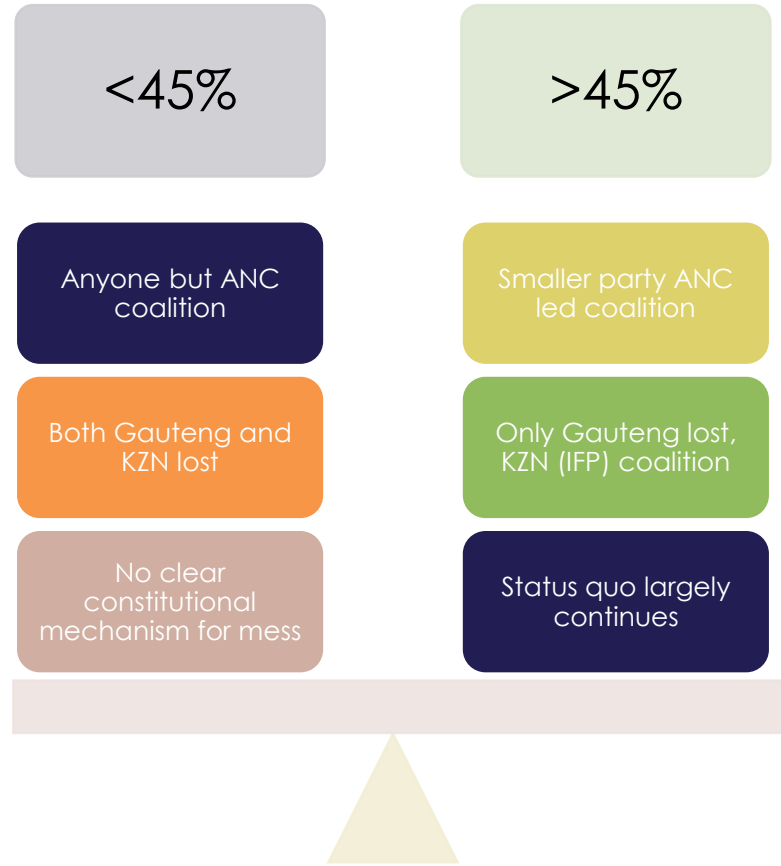 <45%
>45%
Anyone but ANC
coalition
Smaller party ANC
led coalition
Both Gauteng and
KZN lost
Only Gauteng lost,
KZN (IFP) coalition
No clear
constitutional
mechanism for mess
Status quo largely
continues